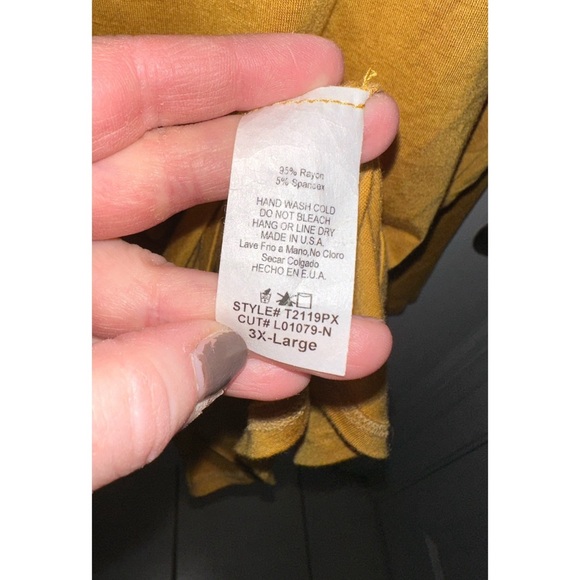 95% Rayon
5% Spandex
HAND WASH COLD
DO NOT BLEACH
HANG OR LINE DRY
MADE IN U.S.A.
Lave Frio a Mano,No Cloro
Secar Colgado
HECHO EN E.U.A.
STYLE# T2119PX
CUT# L01079-N
3X-Large